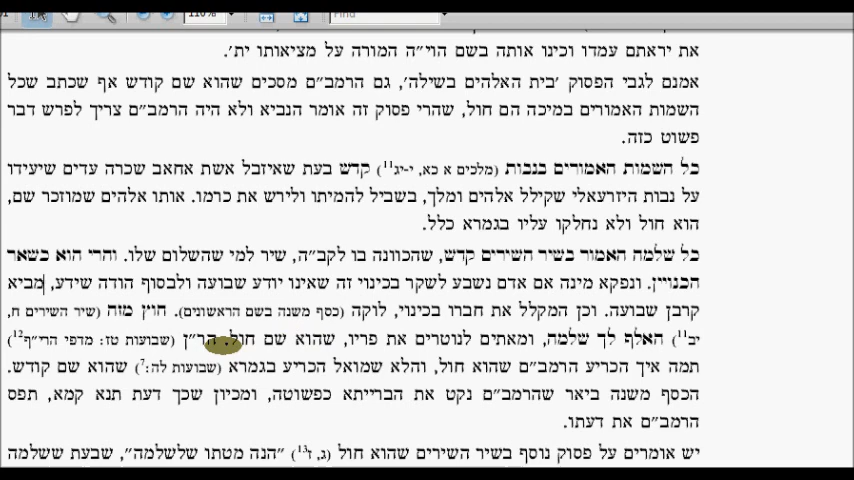 110%
Find
את יראתם עמדו וכינו אותה בשם הוי״ה המורה על מציאותו ית׳.
אמנם לגבי הפסוק ׳בית האלהים בשילה׳, גם הרמב״ם מסכים שהוא שם קודש אף שכתב שכל
השמות האמורים במיכה הם חול, שהרי פסוק זה אומר הנביא ולא היה הרמב״ם צריך לפרש דבר
פשוט כזה.
כל השמות האמורים בנבות (מלכים א כא, י-יג11) קדש בעת שאיזבל אשת אחאב שכרה עדים שיעידו
על נבות היזרעאלי שקילל אלהים ומלך, בשביל להמיתו ולירש את כרמו. אותו אלהים שמוזכר שם,
הוא חול ולא נחלקו עליו בגמרא כלל.
כל שלמה האמור בשיר השירים קדש, שהכוונה בו לקב״ה, שיר למי שהשלום שלו. והרי הוא כשאר
הכנויין. ונפקא מינה אם אדם נשבע לשקר בכינוי זה שאינו יודע שבועה ולבסוף הודה שידע, מביא
קרבן שבועה. וכן המקלל את חברו בכינוי, לוקה (כסף משנה בשם הראשונים). חוץ מזה (שיר השירים ח,
יב11) האלף לך שלמה, ומאתים לנוטרים את פריו, שהוא שם חול. הר״ן (שבועות טז: מדפי הרי״ף12)
תמה איך הכריע הרמב״ם שהוא חול, והלא שמואל הכריע בגמרא (שבועות לה:7) שהוא שם קודש.
הכסף משנה ביאר שהרמב״ם נקט את הברייתא כפשוטה, ומכיון שכך דעת תנא קמא, תפס
הרמב״ם את דעתו.
יש אומרים על פסוק נוסף בשיר השירים שהוא חול (ג, ז13) ״הנה מטתו שלשלמה״, שבעת ששלמה